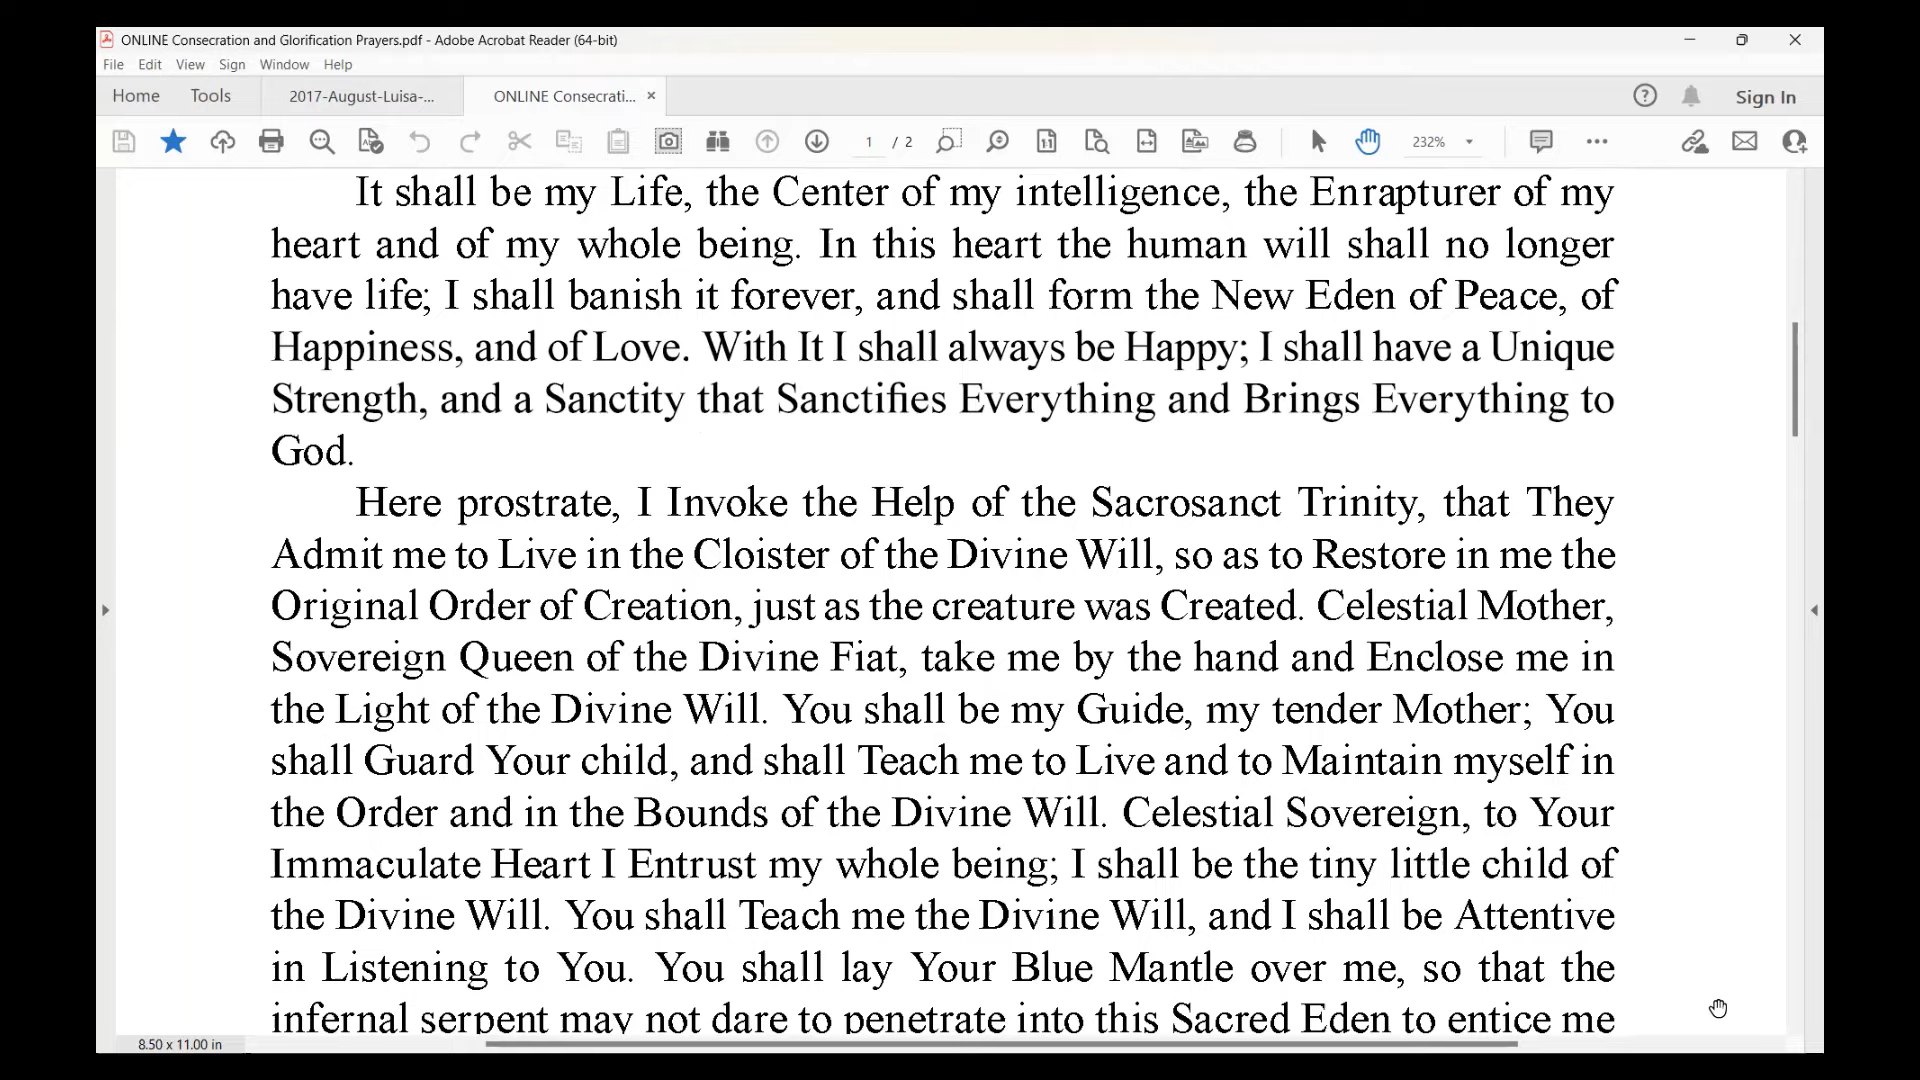 ONLINE Consecration and Glorification Prayers.pdf - Adobe Acrobat Reader (64-bit)
File Edit View Sign Window Help
Home Tools 2017-August-Luisa-... ONLINE Consecrati... × Sign In
1 / 2 232%
It shall be my Life, the Center of my intelligence, the Enrapturer of my
heart and of my whole being. In this heart the human will shall no longer
have life; I shall banish it forever, and shall form the New Eden of Peace, of
Happiness, and of Love. With It I shall always be Happy; I shall have a Unique
Strength, and a Sanctity that Sanctifies Everything and Brings Everything to
God.
Here prostrate, I Invoke the Help of the Sacrosanct Trinity, that They
Admit me to Live in the Cloister of the Divine Will, so as to Restore in me the
Original Order of Creation, just as the creature was Created. Celestial Mother,
Sovereign Queen of the Divine Fiat, take me by the hand and Enclose me in
the Light of the Divine Will. You shall be my Guide, my tender Mother; You
shall Guard Your child, and shall Teach me to Live and to Maintain myself in
the Order and in the Bounds of the Divine Will. Celestial Sovereign, to Your
Immaculate Heart I Entrust my whole being; I shall be the tiny little child of
the Divine Will. You shall Teach me the Divine Will, and I shall be Attentive
in Listening to You. You shall lay Your Blue Mantle over me, so that the
infernal serpent may not dare to penetrate into this Sacred Eden to entice me
8.50 x 11.00 in